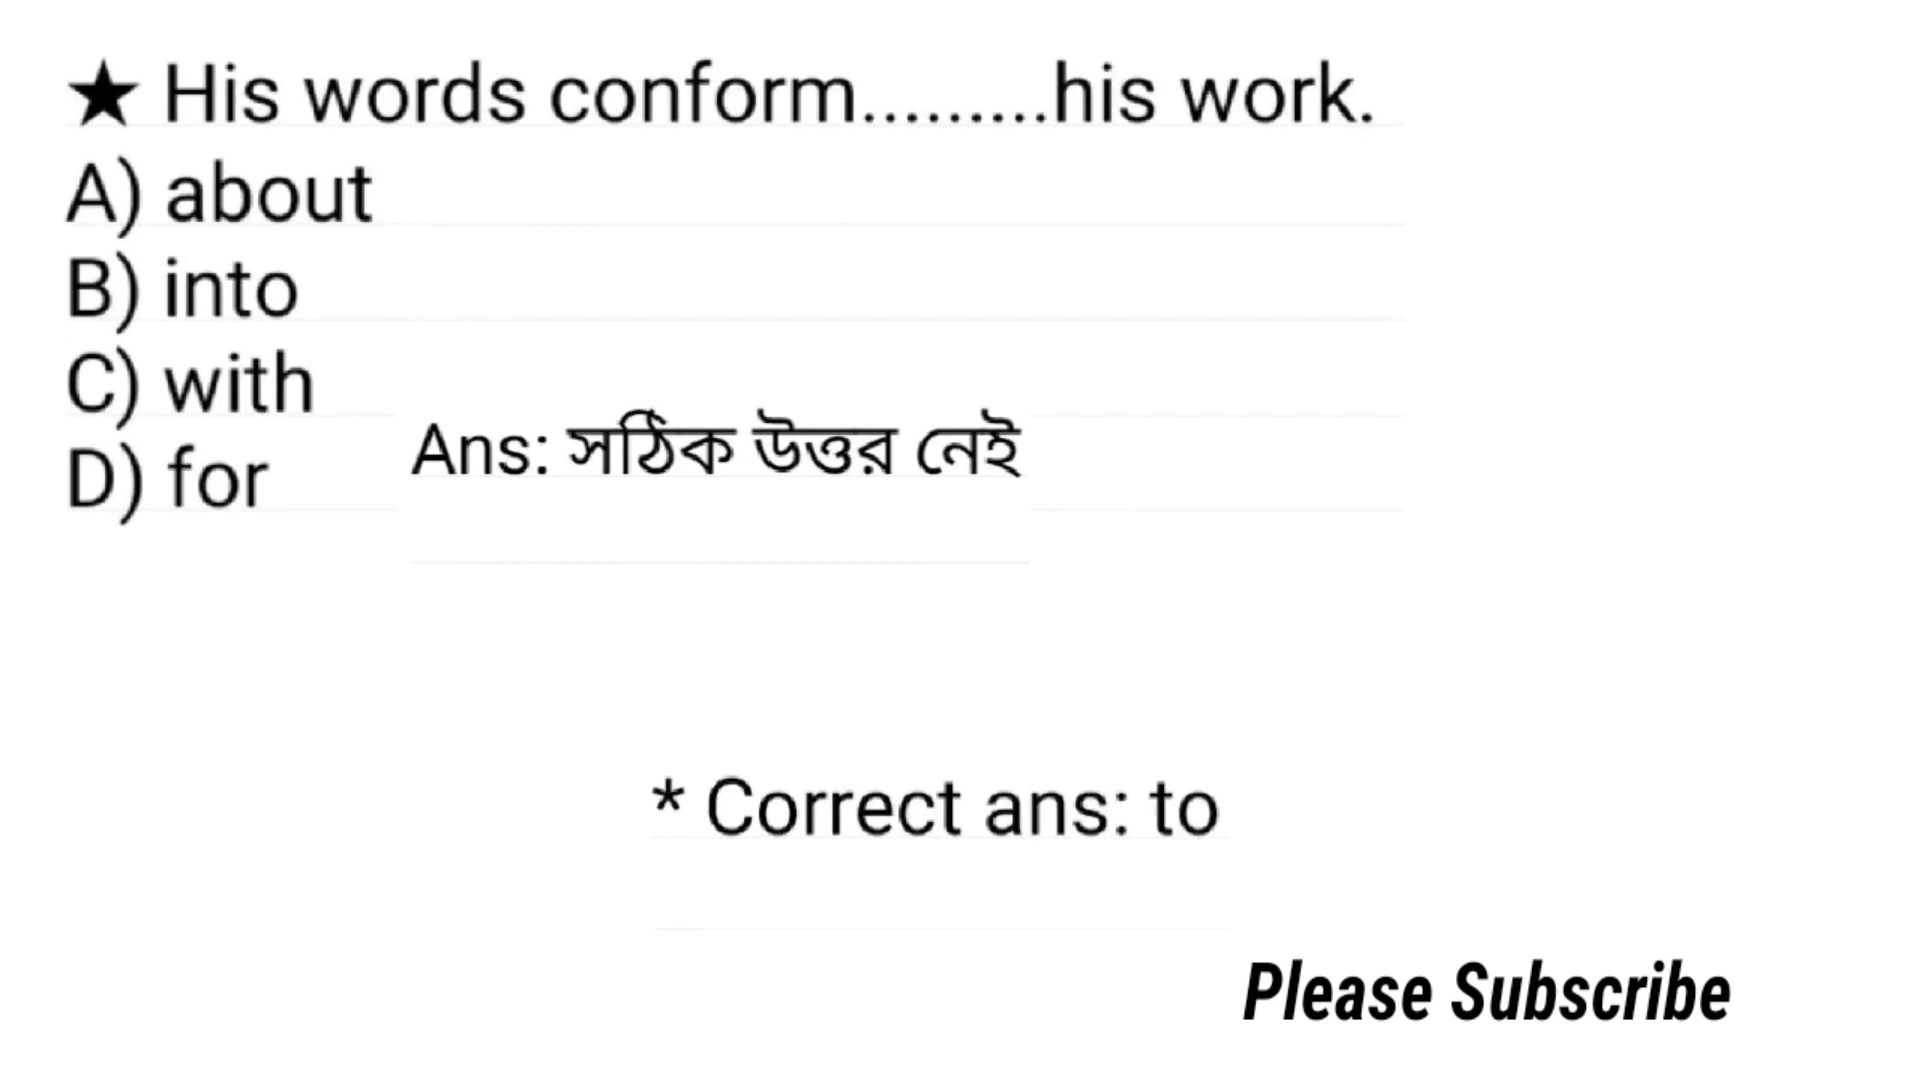 ★ His words conform.........his work.
A) about
B) into
C) with
D) for
Ans: সঠিক উত্তর নেই
* Correct ans: to
Please Subscribe